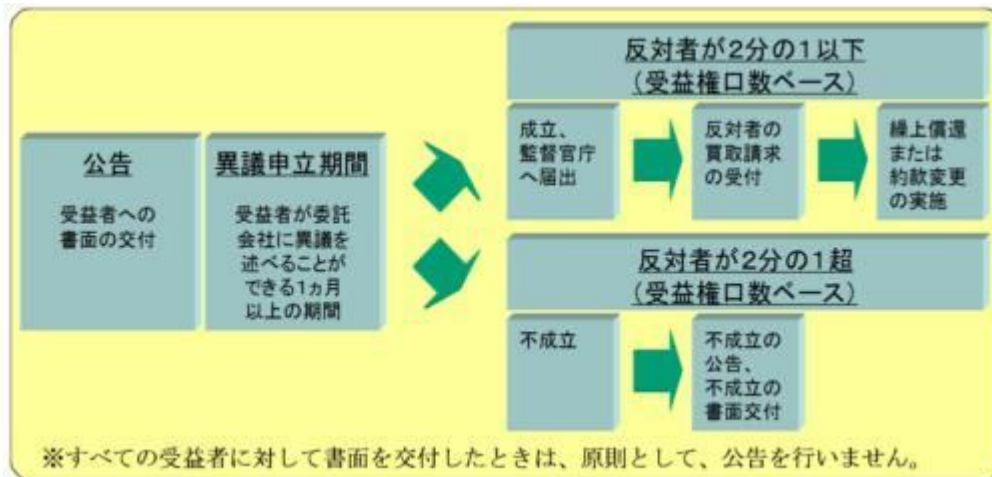 公告
受益者への
書面の交付
異議申立期間
受益者が委託
会社に異議を
述べることが
できる1ヵ月
以上の期間
反対者が2分の1以下
(受益権口数ベース)
成立、
監督官庁
へ届出
反対者の
買取請求
の受付
繰上償還
または
約款変更
の実施
反対者が2分の1超
(受益権口数ベース)
不成立
不成立の
公告、
不成立の
書面交付
※すべての受益者に対して書面を交付したときは、原則として、公告を行いません。